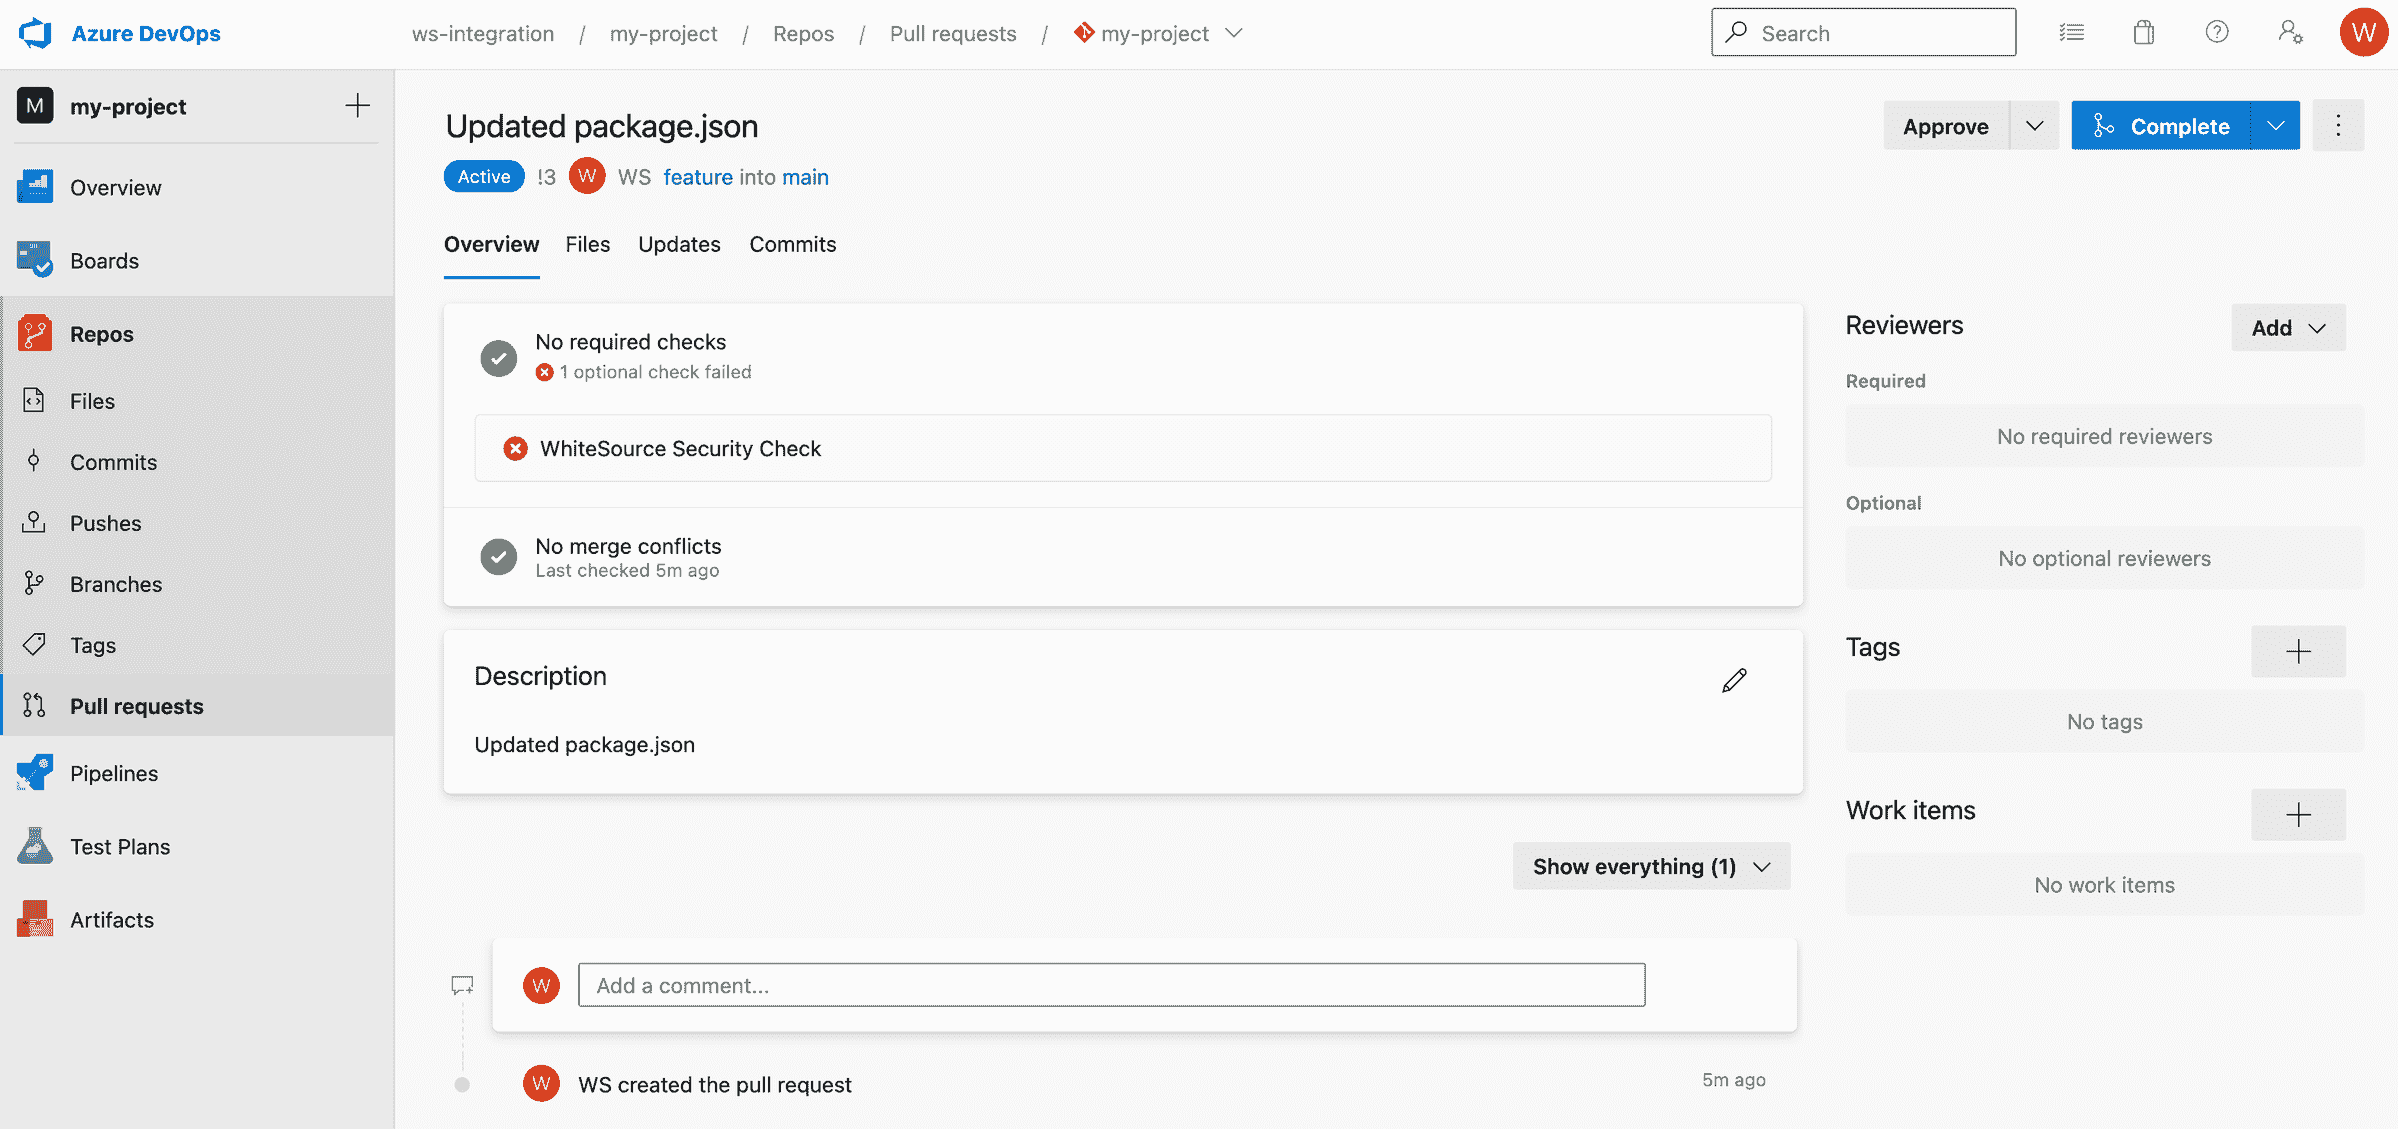 Azure DevOps
ws-integration / my-project / Repos / Pull requests / my-project
Search
W
M my-project
Overview
Boards
Repos
Files
Commits
Pushes
Branches
Tags
Pull requests
Pipelines
Test Plans
Artifacts
Updated package.json
Approve
Complete
Active !3 W WS feature into main
Overview Files Updates Commits
No required checks
1 optional check failed
WhiteSource Security Check
No merge conflicts
Last checked 5m ago
Description
Updated package.json
Show everything (1)
W Add a comment...
W WS created the pull request 5m ago
Reviewers Add
Required
No required reviewers
Optional
No optional reviewers
Tags
No tags
Work items
No work items